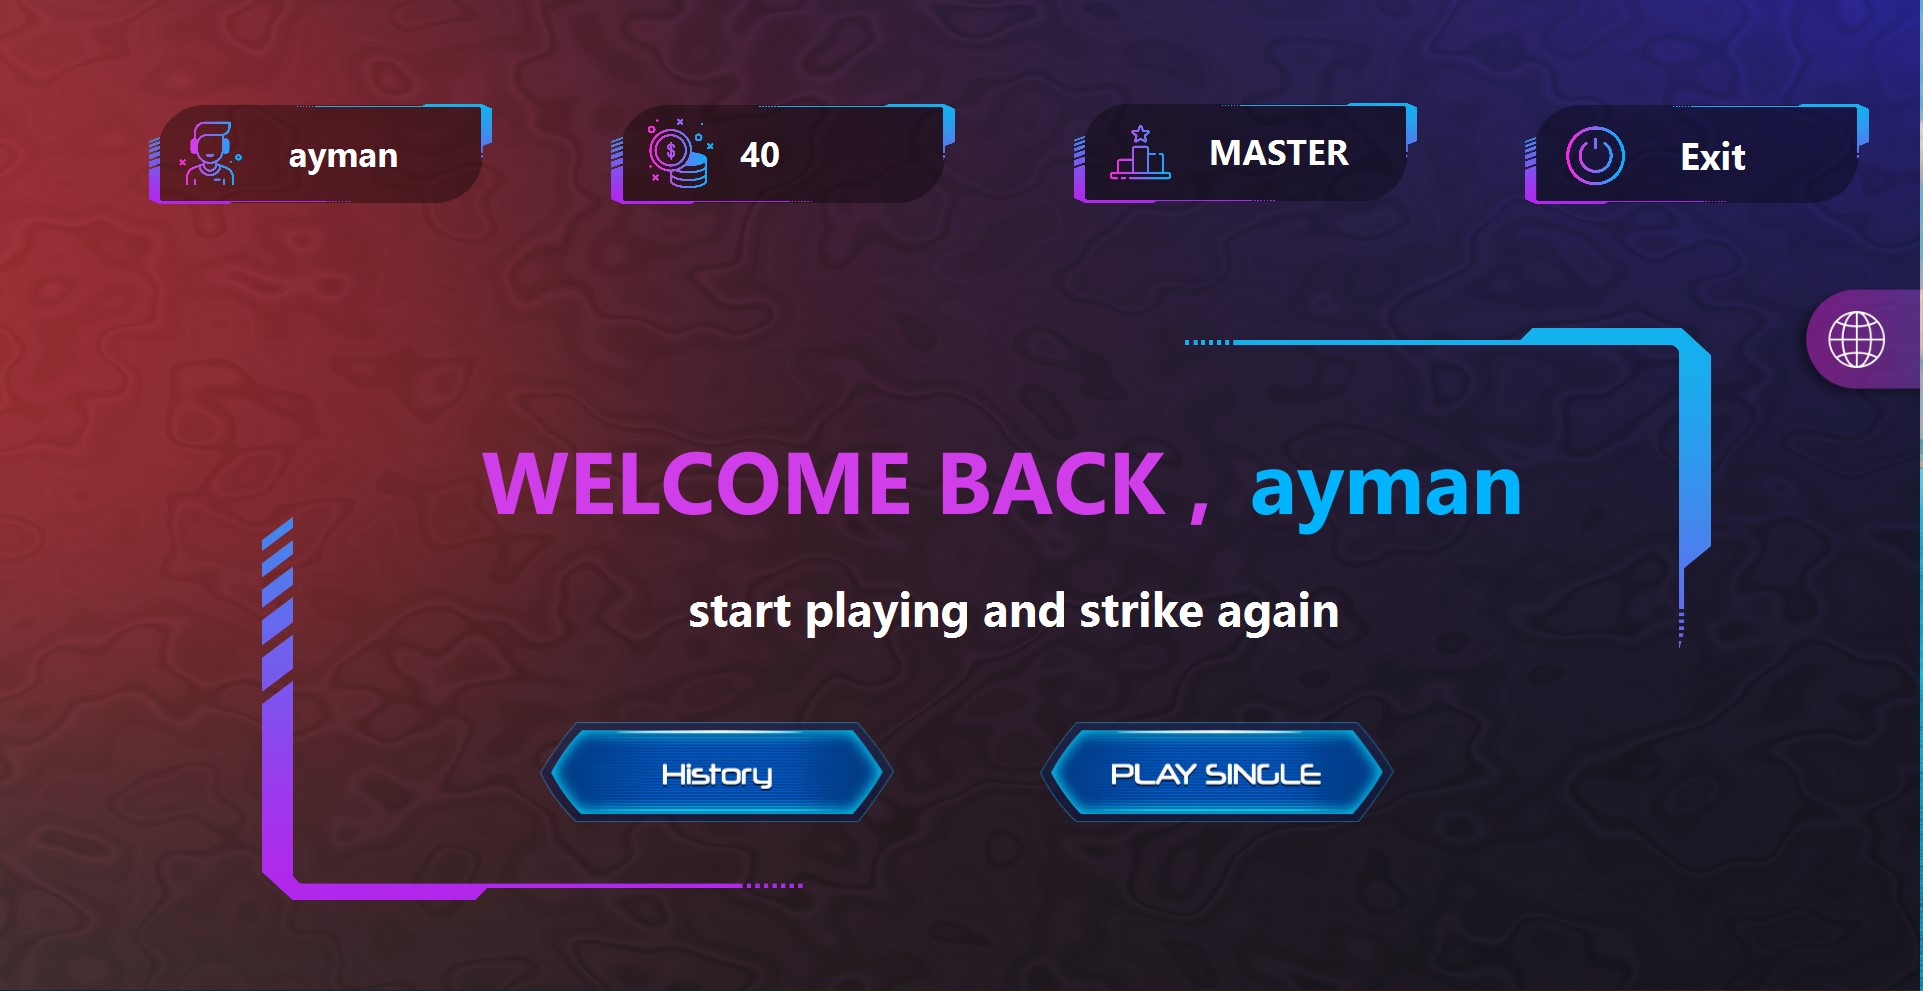 ayman
40
MASTER
Exit
WELCOME BACK , ayman
start playing and strike again
History
PLAY SINGLE